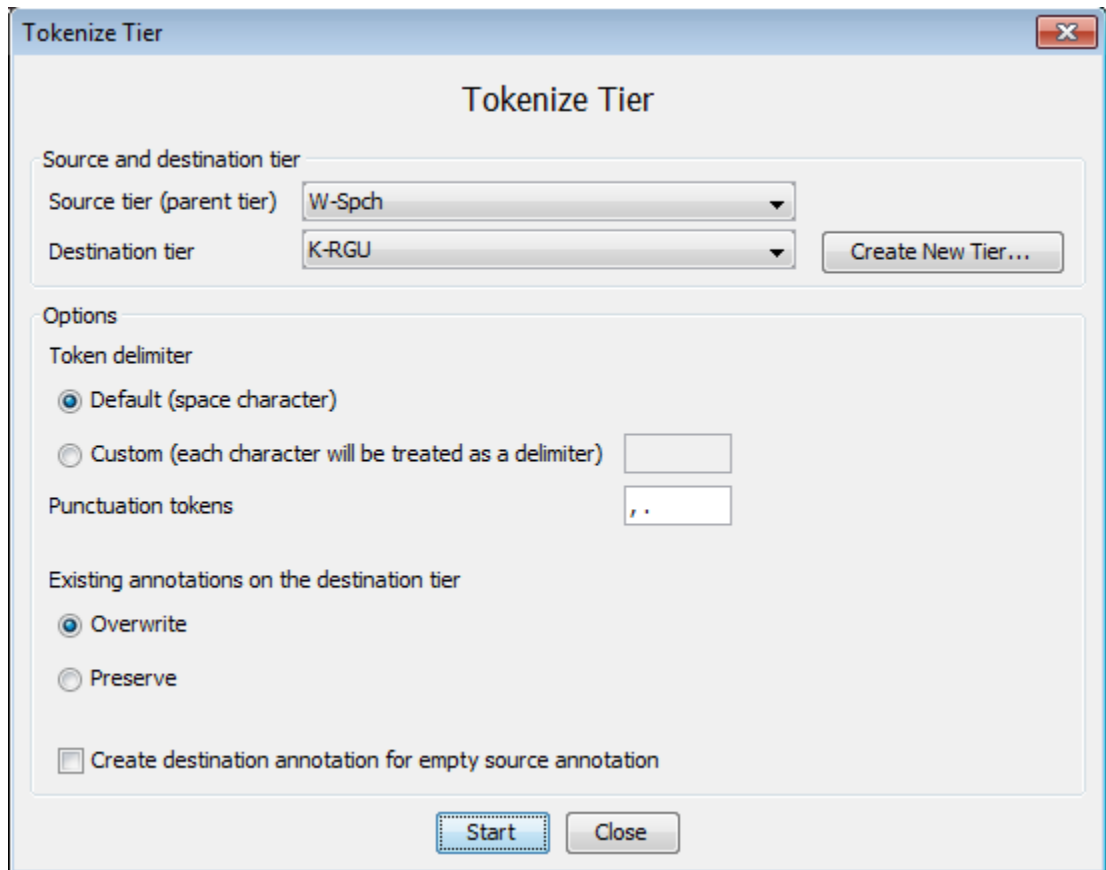 Tokenize Tier
Tokenize Tier
Source and destination tier
Source tier (parent tier) W-Spch
Destination tier K-RGU Create New Tier...
Options
Token delimiter
Default (space character)
Custom (each character will be treated as a delimiter)
Punctuation tokens ,.
Existing annotations on the destination tier
Overwrite
Preserve
Create destination annotation for empty source annotation
Start Close